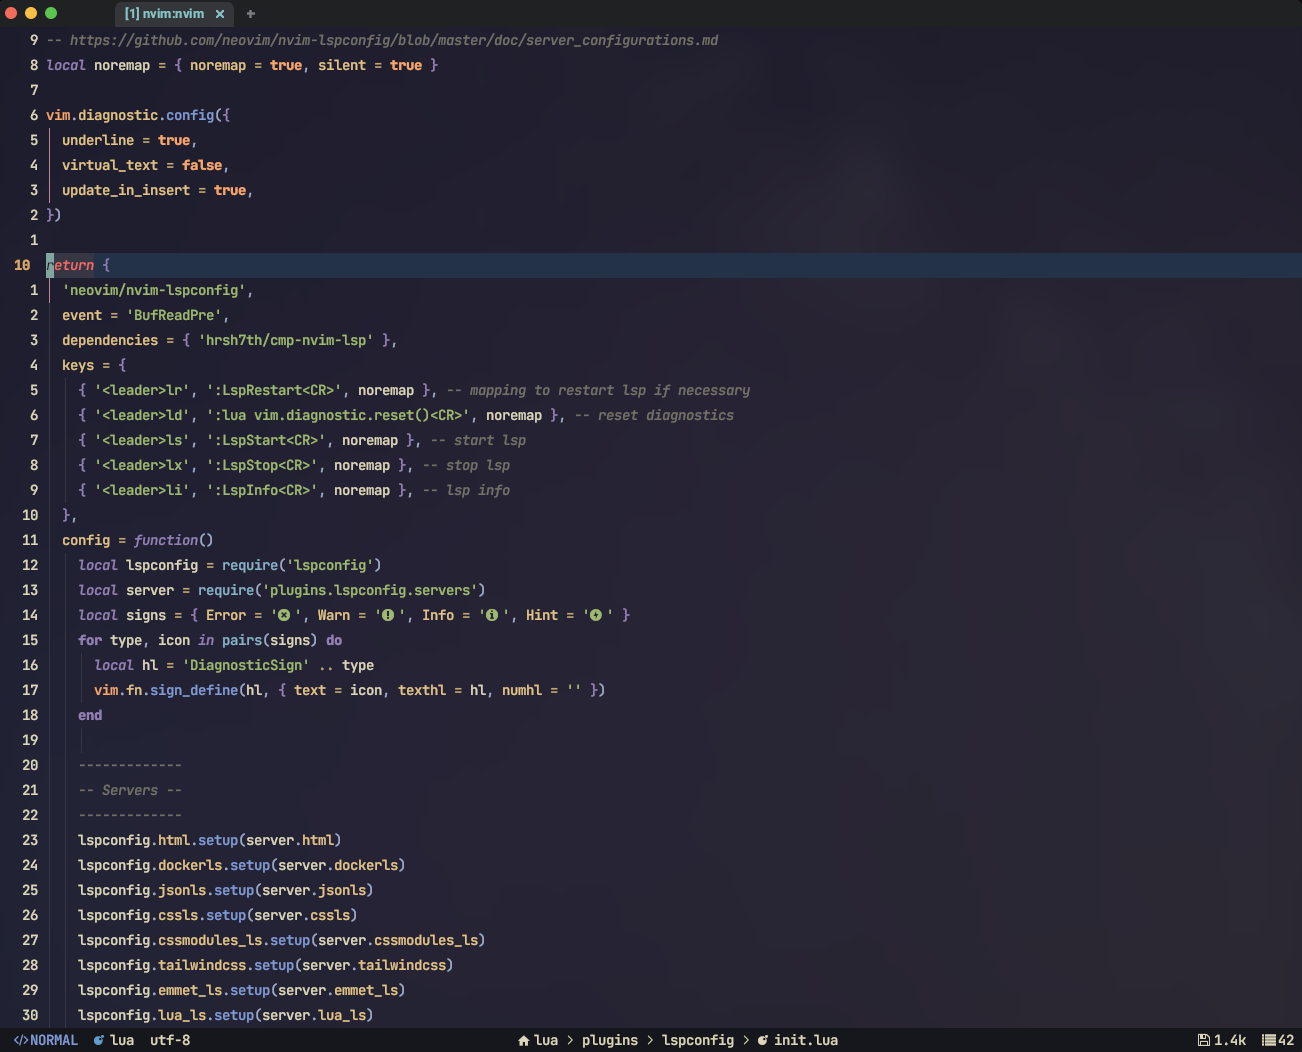 [1] nvim:nvim × +
9 -- https://github.com/neovim/nvim-lspconfig/blob/master/doc/server_configurations.md
8 local noremap = { noremap = true, silent = true }
7
6 vim.diagnostic.config({
5 underline = true,
4 virtual_text = false,
3 update_in_insert = true,
2 })
1
10 return {
1 'neovim/nvim-lspconfig',
2 event = 'BufReadPre',
3 dependencies = { 'hrsh7th/cmp-nvim-lsp' },
4 keys = {
5 { '<leader>lr', ':LspRestart<CR>', noremap }, -- mapping to restart lsp if necessary
6 { '<leader>ld', ':lua vim.diagnostic.reset()<CR>', noremap }, -- reset diagnostics
7 { '<leader>ls', ':LspStart<CR>', noremap }, -- start lsp
8 { '<leader>lx', ':LspStop<CR>', noremap }, -- stop lsp
9 { '<leader>li', ':LspInfo<CR>', noremap }, -- lsp info
10 },
11 config = function()
12 local lspconfig = require('lspconfig')
13 local server = require('plugins.lspconfig.servers')
14 local signs = { Error = ' ', Warn = ' ', Info = ' ', Hint = ' ' }
15 for type, icon in pairs(signs) do
16 local hl = 'DiagnosticSign' .. type
17 vim.fn.sign_define(hl, { text = icon, texthl = hl, numhl = '' })
18 end
19
20 -------------
21 -- Servers --
22 -------------
23 lspconfig.html.setup(server.html)
24 lspconfig.dockerls.setup(server.dockerls)
25 lspconfig.jsonls.setup(server.jsonls)
26 lspconfig.cssls.setup(server.cssls)
27 lspconfig.cssmodules_ls.setup(server.cssmodules_ls)
28 lspconfig.tailwindcss.setup(server.tailwindcss)
29 lspconfig.emmet_ls.setup(server.emmet_ls)
30 lspconfig.lua_ls.setup(server.lua_ls)
</>NORMAL lua utf-8 lua > plugins > lspconfig > init.lua 1.4k 42